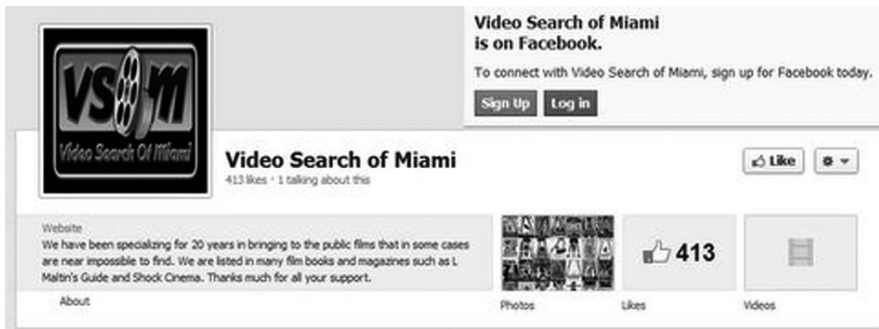 Video Search of Miami
is on Facebook.
To connect with Video Search of Miami, sign up for Facebook today.
Sign Up Log in
VSOM
Video Search Of Miami
Video Search of Miami
413 likes · 1 talking about this
Like
Website
We have been specializing for 20 years in bringing to the public films that in some cases
are near impossible to find. We are listed in many film books and magazines such as L
Maltin's Guide and Shock Cinema. Thanks much for all your support.
About
413
Photos Likes Videos